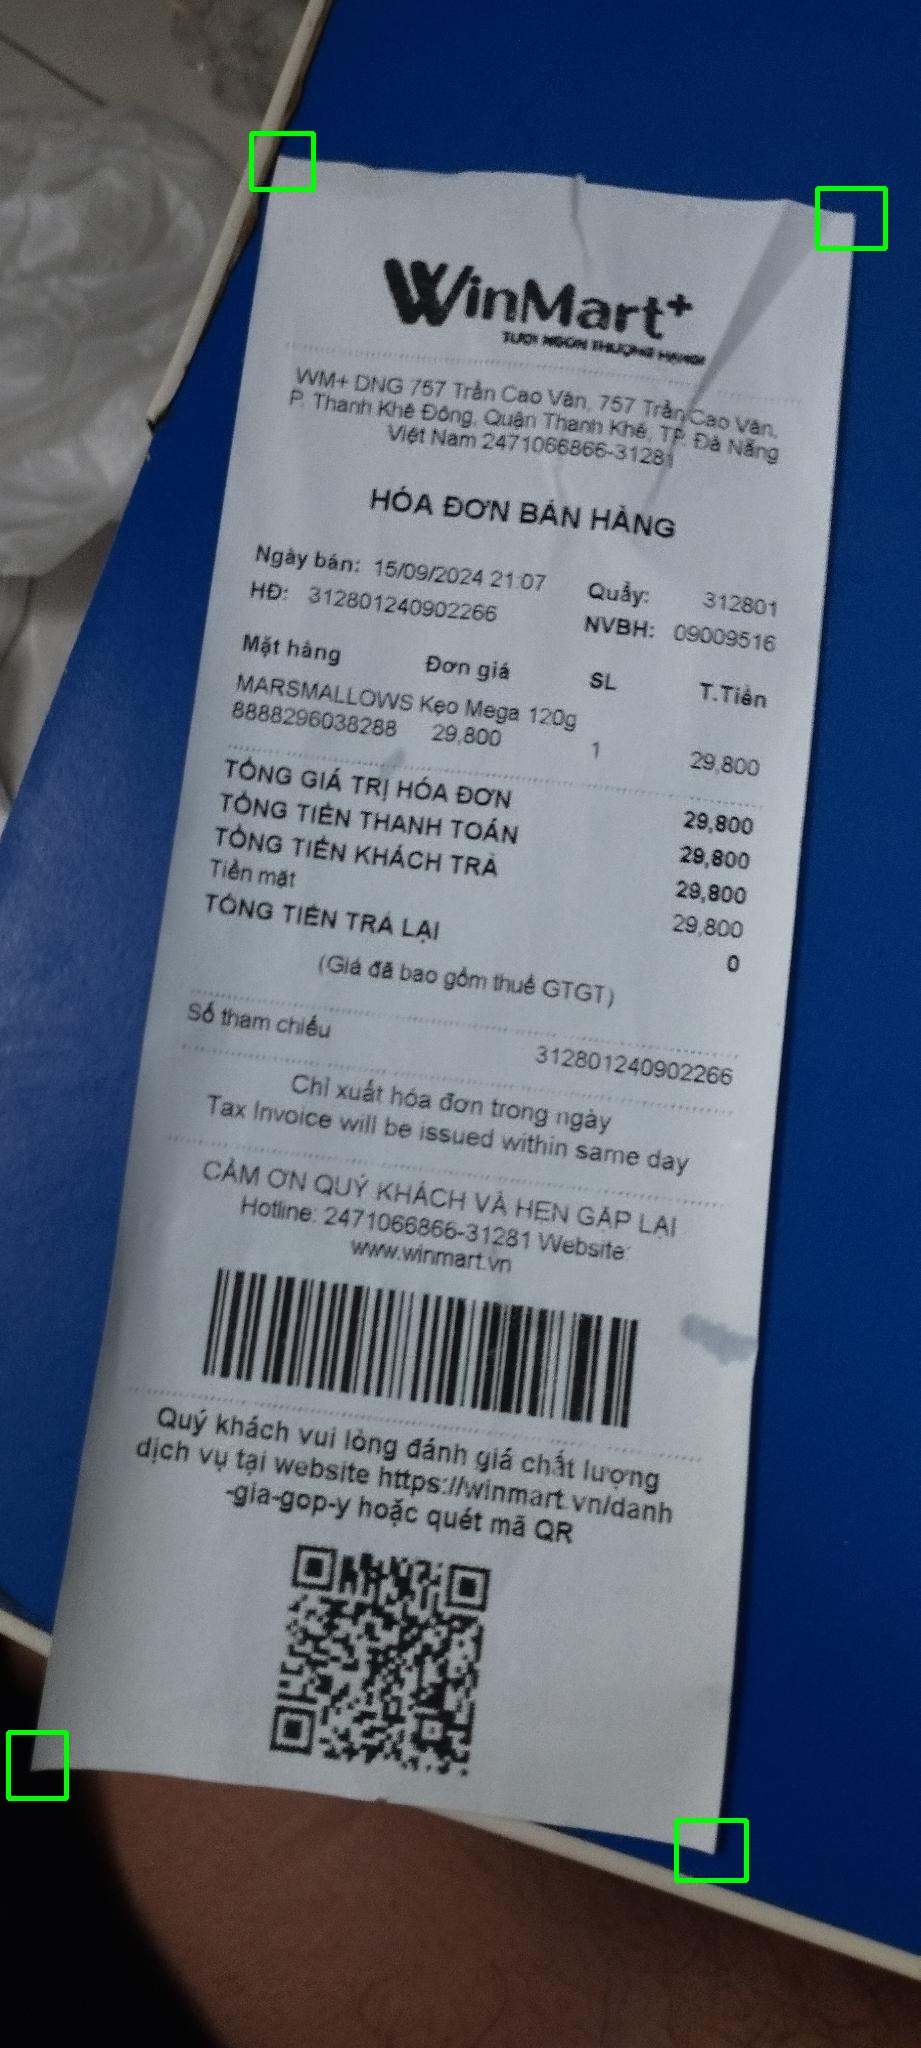 WinMart+
TƯƠI NGON THƯỢNG HẠNG!
WM+ DNG 757 Trần Cao Vân, 757 Trần Cao Vân,
P. Thanh Khê Đông, Quận Thanh Khê, TP. Đà Nẵng
Việt Nam 2471066866-31281
HÓA ĐƠN BÁN HÀNG
Ngày bán: 15/09/2024 21:07 Quầy: 312801
HĐ: 312801240902266 NVBH: 09009516
Mặt hàng Đơn giá SL T.Tiền
MARSMALLOWS Kẹo Mega 120g
8888296038288 29,800 1 29,800
TỔNG GIÁ TRỊ HÓA ĐƠN 29,800
TỔNG TIỀN THANH TOÁN 29,800
TỔNG TIỀN KHÁCH TRẢ 29,800
Tiền mặt 29,800
TỔNG TIỀN TRẢ LẠI 0
(Giá đã bao gồm thuế GTGT)
Số tham chiếu 312801240902266
Chỉ xuất hóa đơn trong ngày
Tax Invoice will be issued within same day
CẢM ƠN QUÝ KHÁCH VÀ HẸN GẶP LẠI
Hotline: 2471066866-31281 Website:
www.winmart.vn
Quý khách vui lòng đánh giá chất lượng
dịch vụ tại website https://winmart.vn/danh
-gia-gop-y hoặc quét mã QR